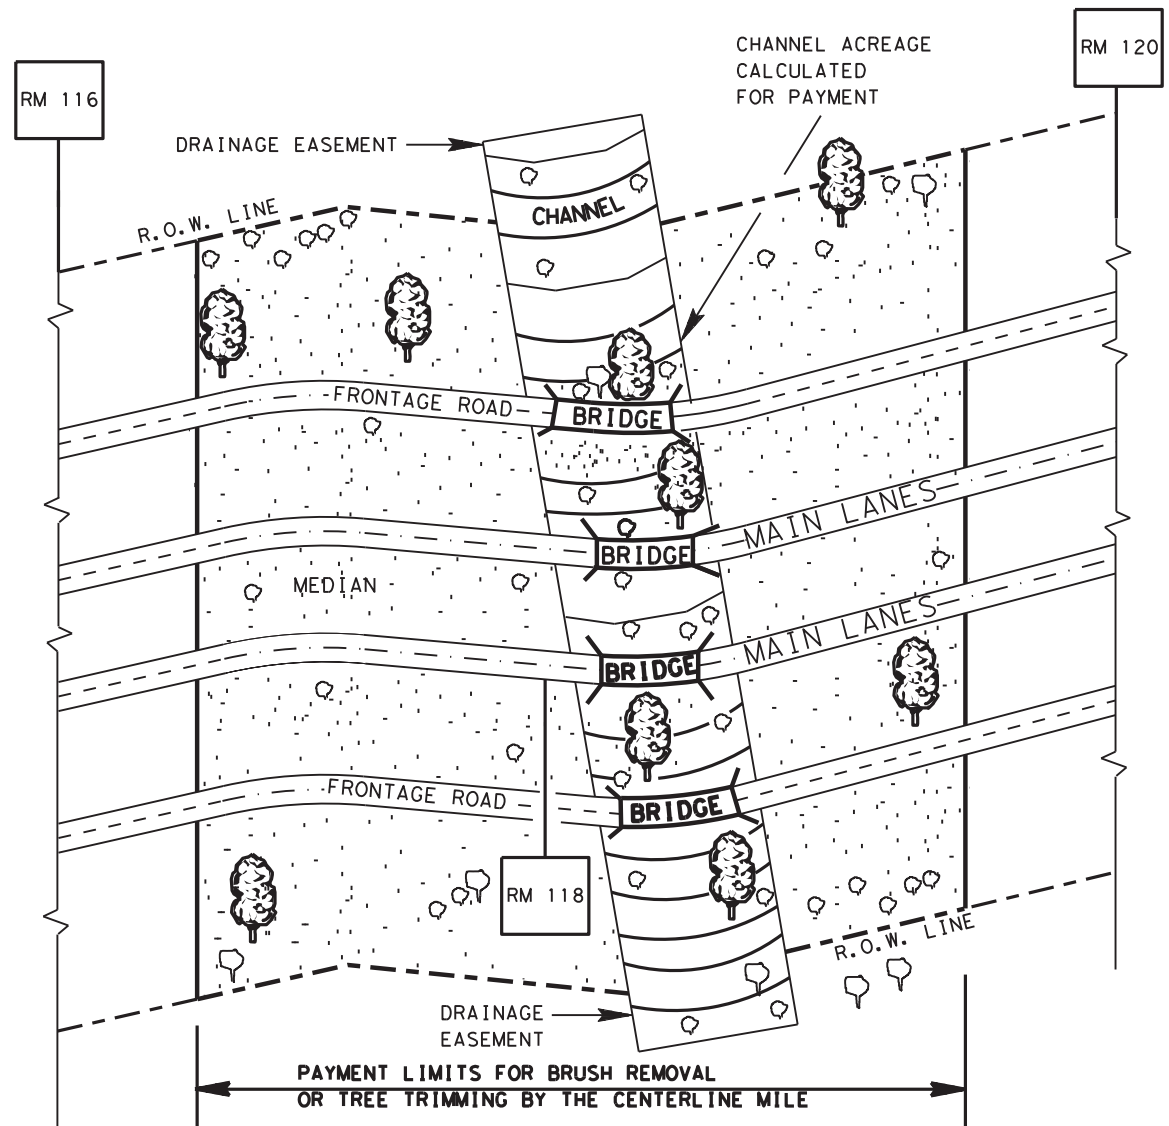 RM 120
CHANNEL ACREAGE
CALCULATED
FOR PAYMENT
RM 116
DRAINAGE EASEMENT
R.O.W. LINE
CHANNEL
FRONTAGE ROAD
BRIDGE
MAIN LANES
BRIDGE
MEDIAN
MAIN LANES
BRIDGE
FRONTAGE ROAD
BRIDGE
RM 118
R.O.W. LINE
DRAINAGE
EASEMENT
PAYMENT LIMITS FOR BRUSH REMOVAL
OR TREE TRIMMING BY THE CENTERLINE MILE